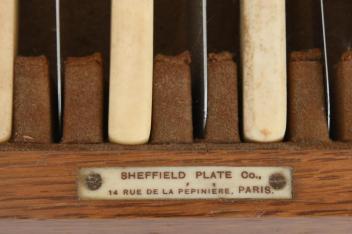 SHEFFIELD PLATE Co.,
14 RUE DE LA PÉPINIÈRE, PARIS.